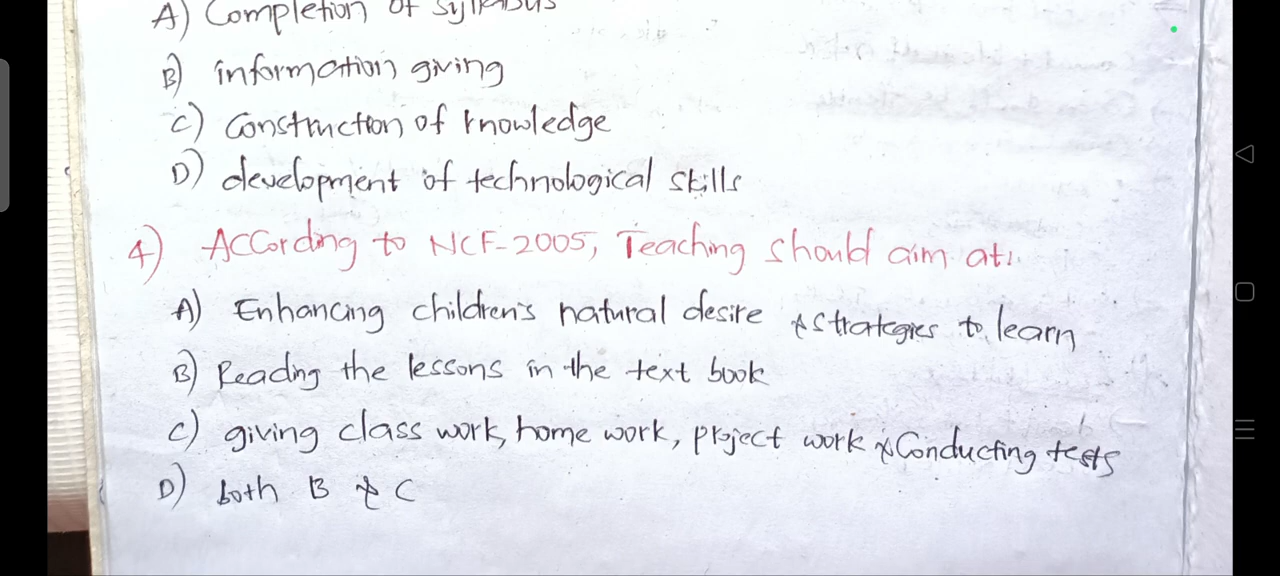 A) Completion of syllabus
B) information giving
C) Construction of knowledge
D) development of technological skills
4) According to NCF-2005, Teaching should aim at:
A) Enhancing children's natural desire & strategies to learn
B) Reading the lessons in the text book
C) giving class work, home work, project work & Conducting tests
D) both B & C